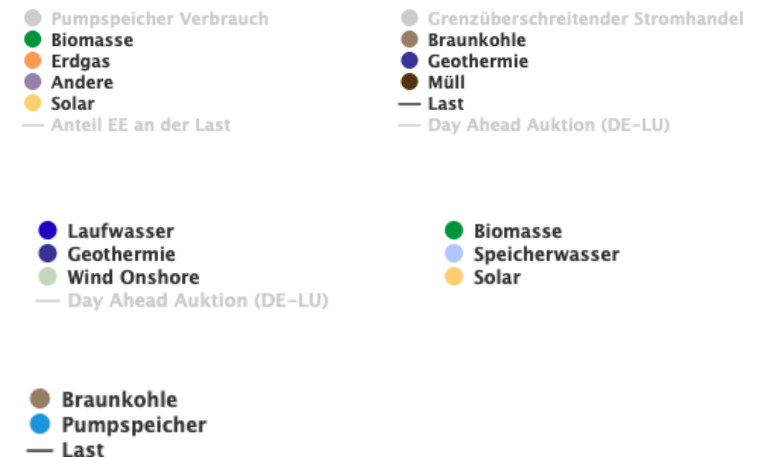 Pumpspeicher Verbrauch
Biomasse
Erdgas
Andere
Solar
Anteil EE an der Last
Grenzüberschreitender Stromhandel
Braunkohle
Geothermie
Müll
Last
Day Ahead Auktion (DE-LU)
Laufwasser
Geothermie
Wind Onshore
Day Ahead Auktion (DE-LU)
Biomasse
Speicherwasser
Solar
Braunkohle
Pumpspeicher
Last